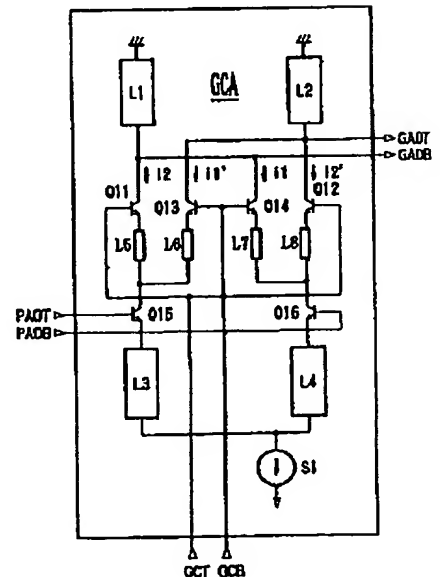 GCA
L1
L2
GADT
GADB
i2
i1'
i1
i2'
Q11
Q13
Q14
Q12
L5
L6
L7
L8
PADT
PADB
Q15
Q16
L3
L4
S1
GCT GCB